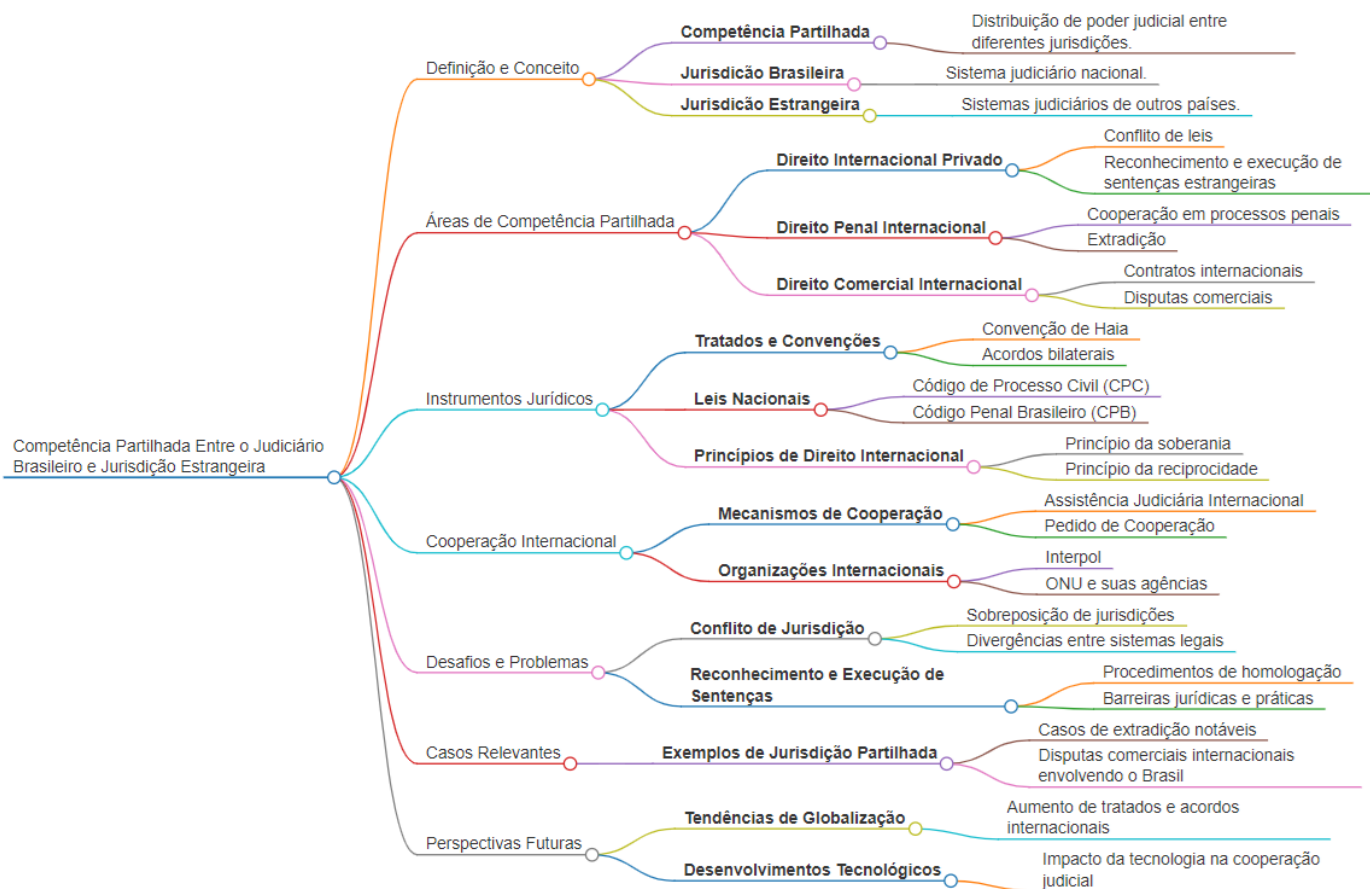 Competência Partilhada Entre o Judiciário
Brasileiro e Jurisdição Estrangeira
Definição e Conceito
Competência Partilhada
Distribuição de poder judicial entre
diferentes jurisdições.
Jurisdicão Brasileira
Sistema judiciário nacional.
Jurisdicão Estrangeira
Sistemas judiciários de outros países.
Áreas de Competência Partilhada
Direito Internacional Privado
Conflito de leis
Reconhecimento e execução de
sentenças estrangeiras
Direito Penal Internacional
Cooperação em processos penais
Extradição
Direito Comercial Internacional
Contratos internacionais
Disputas comerciais
Instrumentos Jurídicos
Tratados e Convenções
Convenção de Haia
Acordos bilaterais
Leis Nacionais
Código de Processo Civil (CPC)
Código Penal Brasileiro (CPB)
Princípios de Direito Internacional
Princípio da soberania
Princípio da reciprocidade
Cooperação Internacional
Mecanismos de Cooperação
Assistência Judiciária Internacional
Pedido de Cooperação
Organizações Internacionais
Interpol
ONU e suas agências
Desafios e Problemas
Conflito de Jurisdição
Sobreposição de jurisdições
Divergências entre sistemas legais
Reconhecimento e Execução de
Sentenças
Procedimentos de homologação
Barreiras jurídicas e práticas
Casos Relevantes
Exemplos de Jurisdição Partilhada
Casos de extradição notáveis
Disputas comerciais internacionais
envolvendo o Brasil
Perspectivas Futuras
Tendências de Globalização
Aumento de tratados e acordos
internacionais
Desenvolvimentos Tecnológicos
Impacto da tecnologia na cooperação
judicial